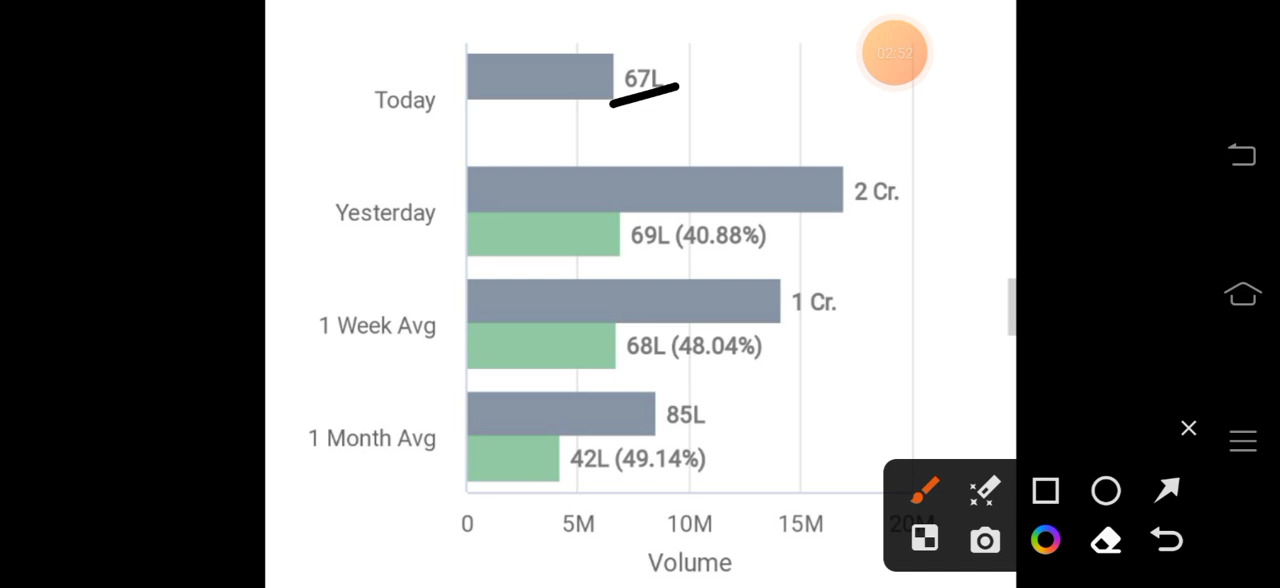 02:52
67L
Today
2 Cr.
Yesterday
69L (40.88%)
1 Cr.
1 Week Avg
68L (48.04%)
85L
1 Month Avg
42L (49.14%)
0 5M 10M 15M 20M
Volume